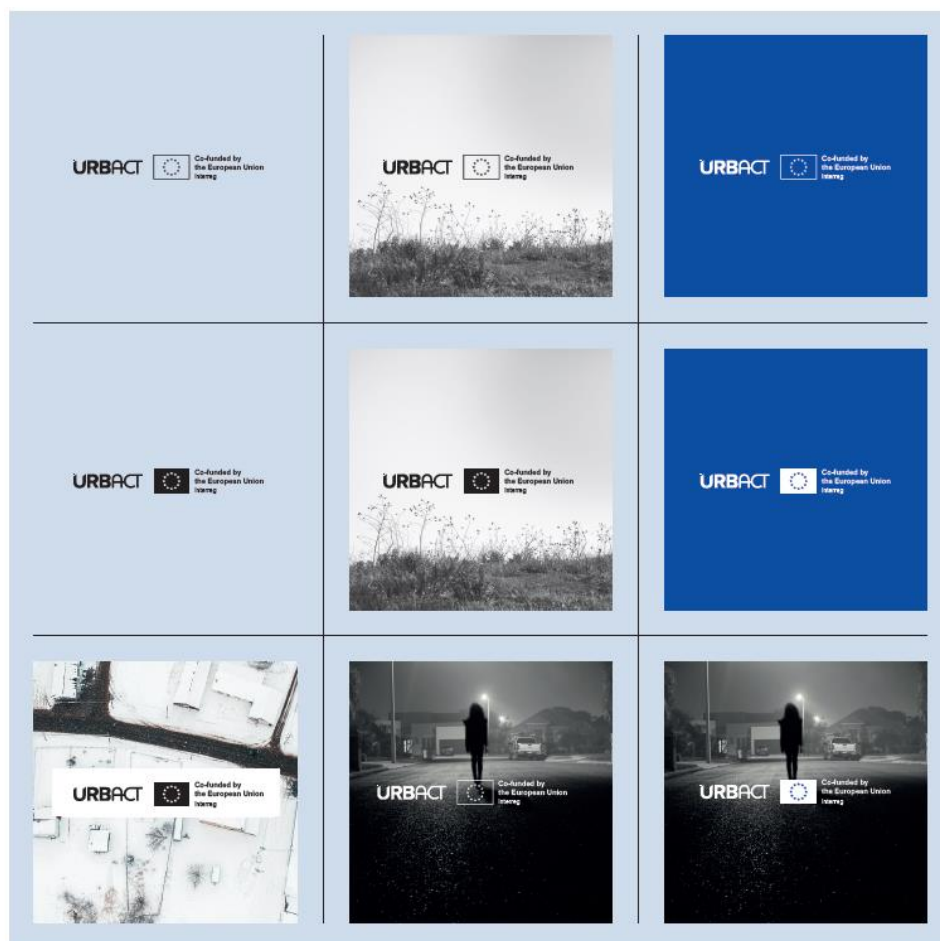 URBACT Co-funded by
the European Union
Interreg
URBACT Co-funded by
the European Union
Interreg
URBACT Co-funded by
the European Union
Interreg
URBACT Co-funded by
the European Union
Interreg
URBACT Co-funded by
the European Union
Interreg
URBACT Co-funded by
the European Union
Interreg
URBACT Co-funded by
the European Union
Interreg
URBACT Co-funded by
the European Union
Interreg
URBACT Co-funded by
the European Union
Interreg